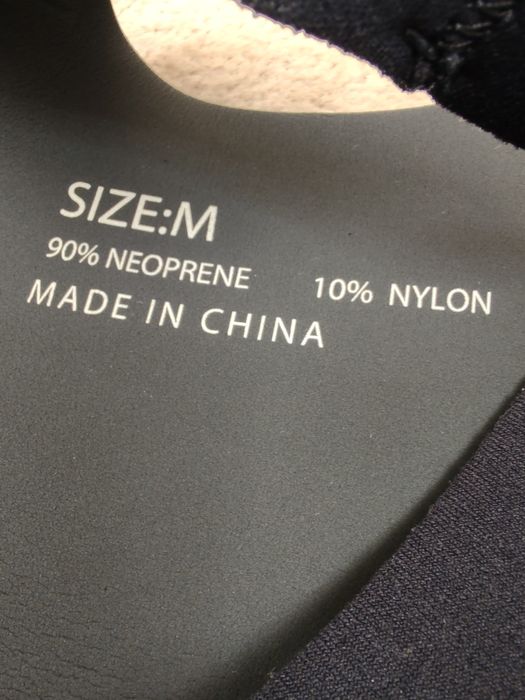 SIZE:M
90% NEOPRENE 10% NYLON
MADE IN CHINA